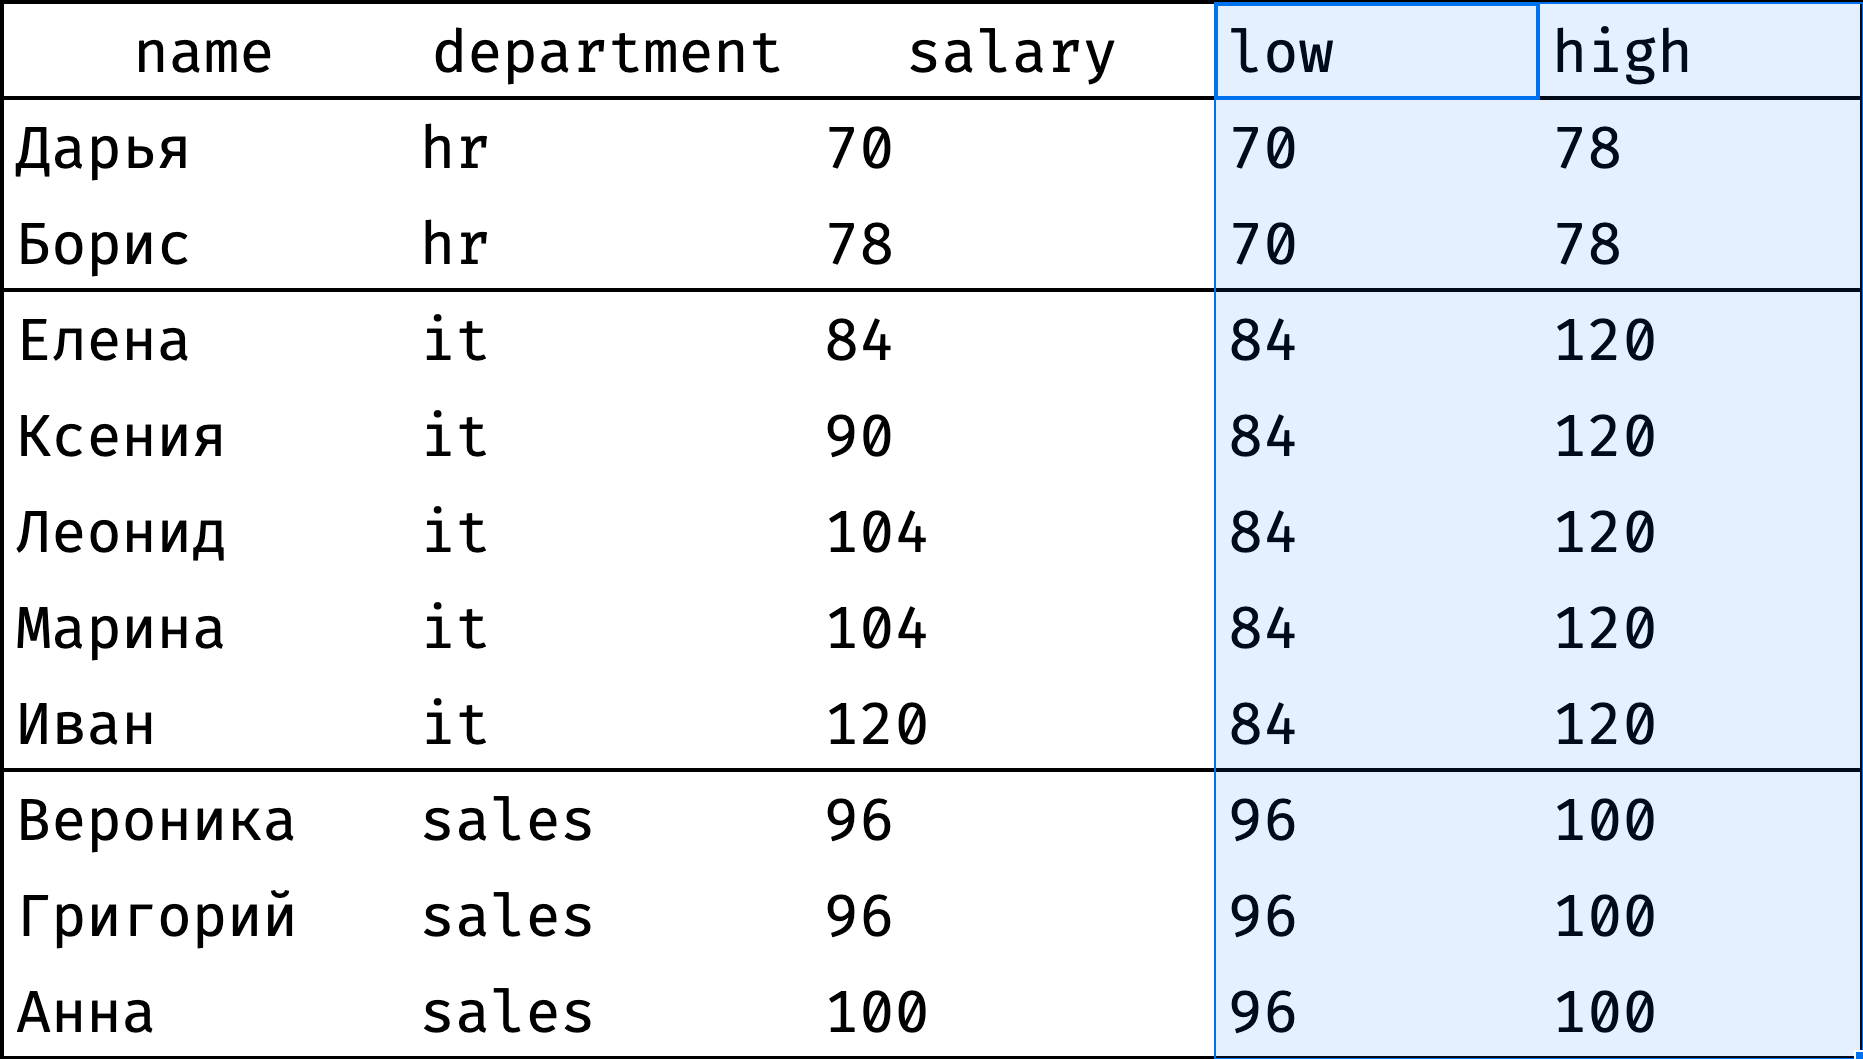 name department salary low high
Дарья hr 70 70 78
Борис hr 78 70 78
Елена it 84 84 120
Ксения it 90 84 120
Леонид it 104 84 120
Марина it 104 84 120
Иван it 120 84 120
Вероника sales 96 96 100
Григорий sales 96 96 100
Анна sales 100 96 100